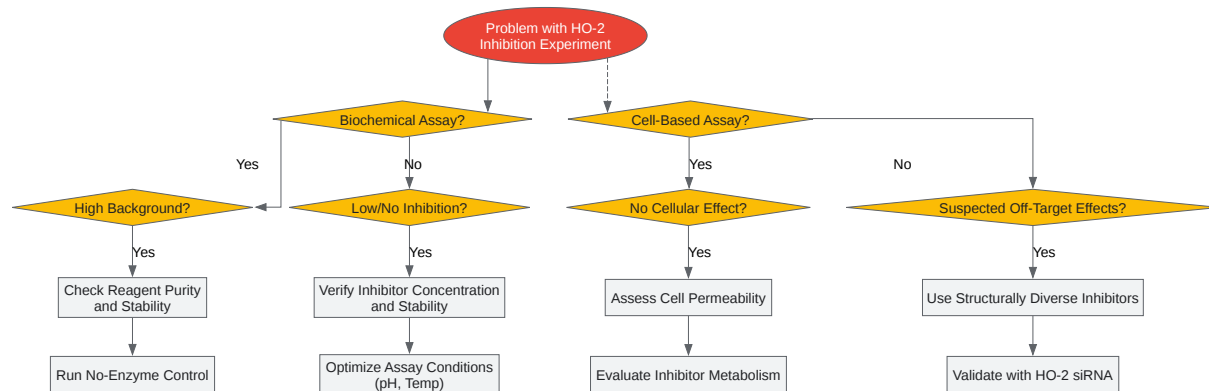 Problem with HO-2
Inhibition Experiment
Biochemical Assay?
Cell-Based Assay?
Yes
No
Yes
No
High Background?
Low/No Inhibition?
No Cellular Effect?
Suspected Off-Target Effects?
Yes
Yes
Yes
Yes
Check Reagent Purity
and Stability
Verify Inhibitor Concentration
and Stability
Assess Cell Permeability
Use Structurally Diverse Inhibitors
Run No-Enzyme Control
Optimize Assay Conditions
(pH, Temp)
Evaluate Inhibitor Metabolism
Validate with HO-2 siRNA